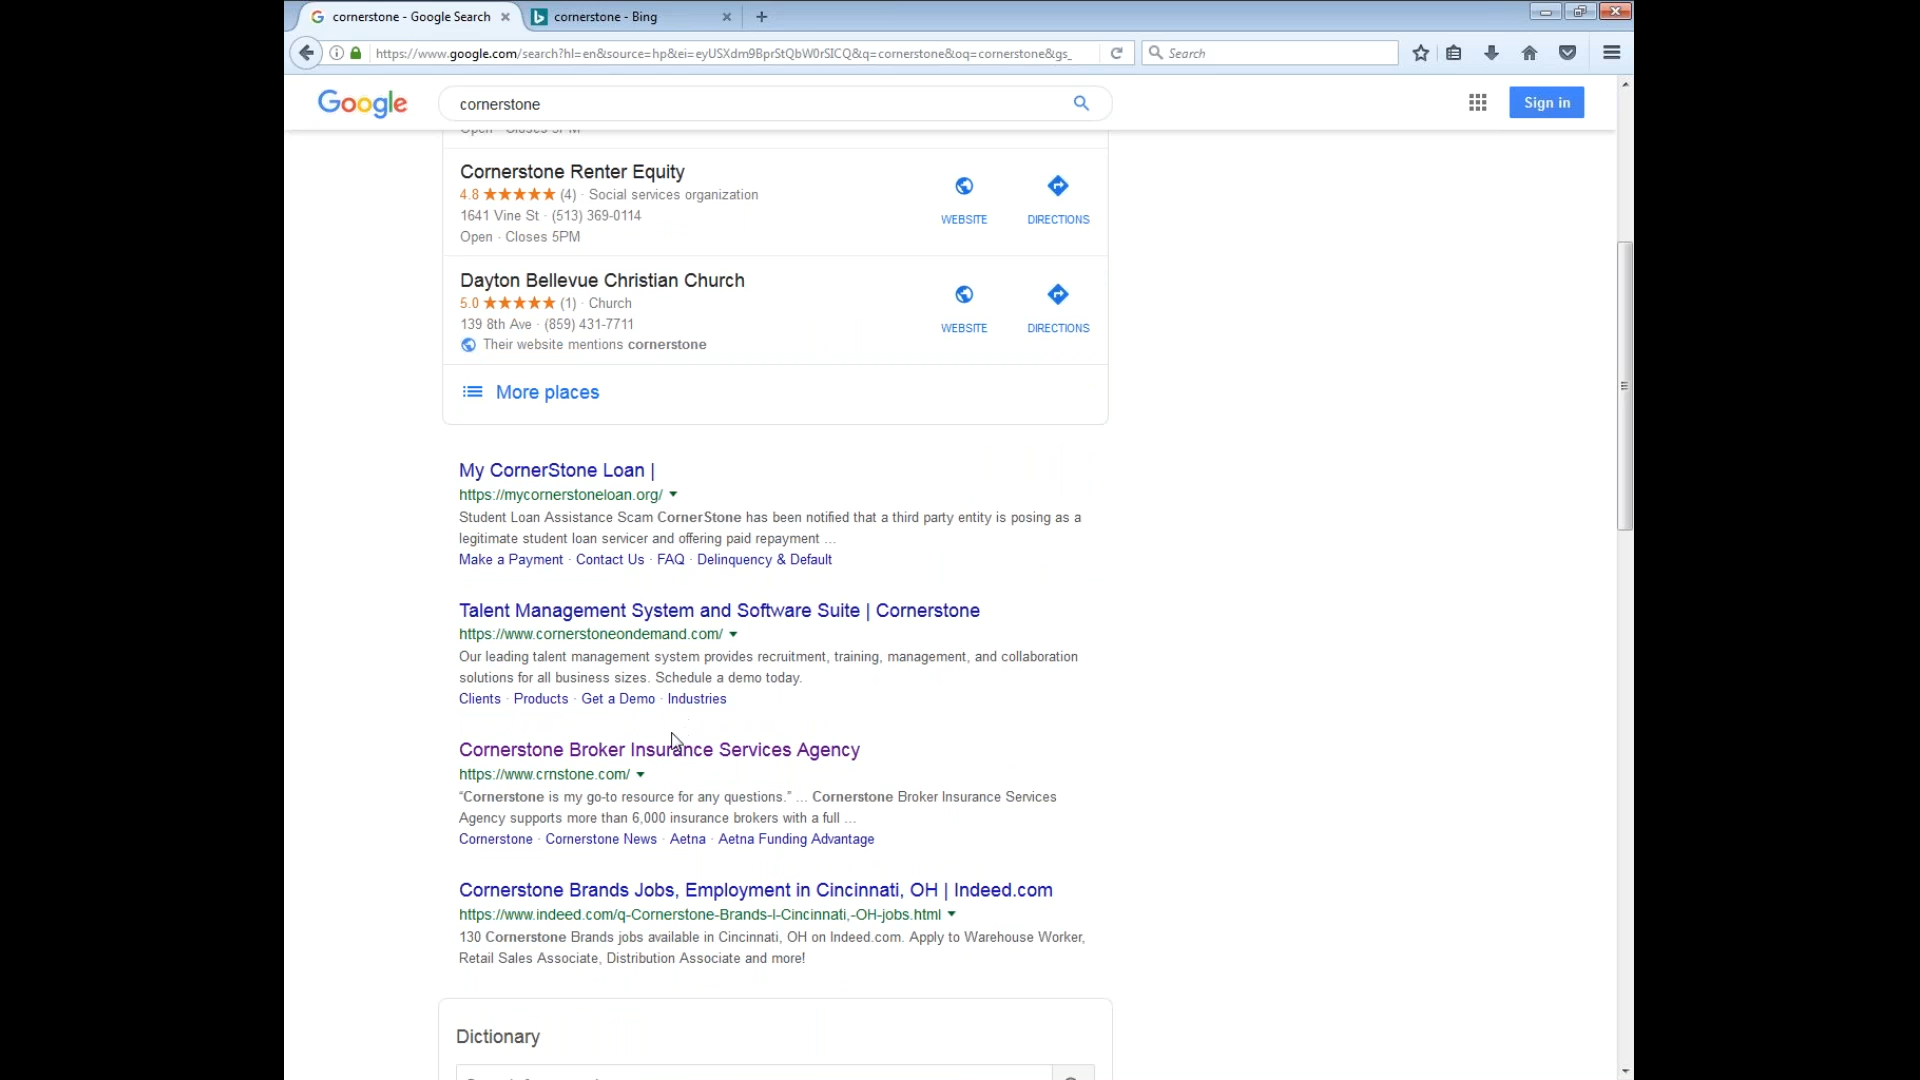 cornerstone - Google Search
cornerstone - Bing
https://www.google.com/search?hl=en&source=hp&ei=eyUSXdm9BprStQbW0rSICQ&q=cornerstone&oq=cornerstone&gs_
Search
Google
cornerstone
Sign in
Open · Closes 5PM
Cornerstone Renter Equity
4.8 ★★★★★ (4) · Social services organization
1641 Vine St · (513) 369-0114
Open · Closes 5PM
WEBSITE
DIRECTIONS
Dayton Bellevue Christian Church
5.0 ★★★★★ (1) · Church
139 8th Ave · (859) 431-7711
Their website mentions cornerstone
WEBSITE
DIRECTIONS
More places
My CornerStone Loan |
https://mycornerstoneloan.org/
Student Loan Assistance Scam CornerStone has been notified that a third party entity is posing as a
legitimate student loan servicer and offering paid repayment ...
Make a Payment · Contact Us · FAQ · Delinquency & Default
Talent Management System and Software Suite | Cornerstone
https://www.cornerstoneondemand.com/
Our leading talent management system provides recruitment, training, management, and collaboration
solutions for all business sizes. Schedule a demo today.
Clients · Products · Get a Demo · Industries
Cornerstone Broker Insurance Services Agency
https://www.crnstone.com/
“Cornerstone is my go-to resource for any questions.” ... Cornerstone Broker Insurance Services
Agency supports more than 6,000 insurance brokers with a full ...
Cornerstone · Cornerstone News · Aetna · Aetna Funding Advantage
Cornerstone Brands Jobs, Employment in Cincinnati, OH | Indeed.com
https://www.indeed.com/q-Cornerstone-Brands-l-Cincinnati,-OH-jobs.html
130 Cornerstone Brands jobs available in Cincinnati, OH on Indeed.com. Apply to Warehouse Worker,
Retail Sales Associate, Distribution Associate and more!
Dictionary